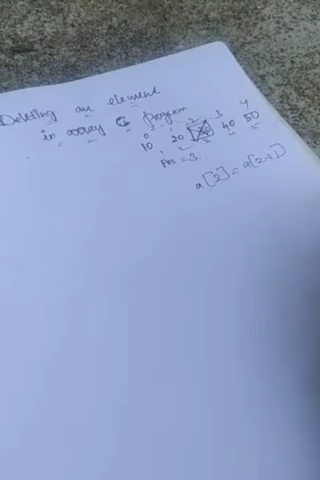 Deleting an element
in array C program
0 1 2 3 4
10 20 40 50
Pos = 3.
a[2] = a[2+1]